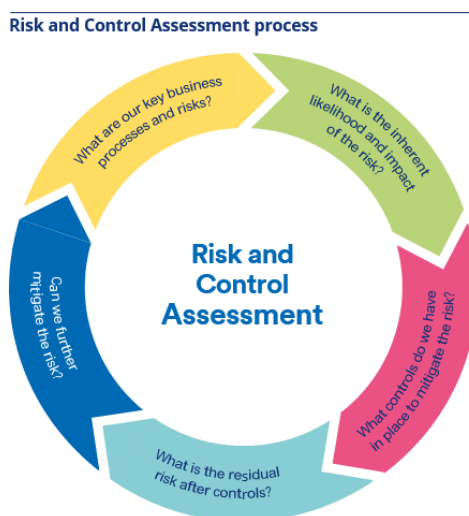 Risk and Control Assessment process
What are our key business
processes and risks?
What is the inherent
likelihood and impact
of the risk?
What controls do we have
in place to mitigate the risk?
What is the residual
risk after controls?
Can we further
mitigate the risk?
Risk and
Control
Assessment